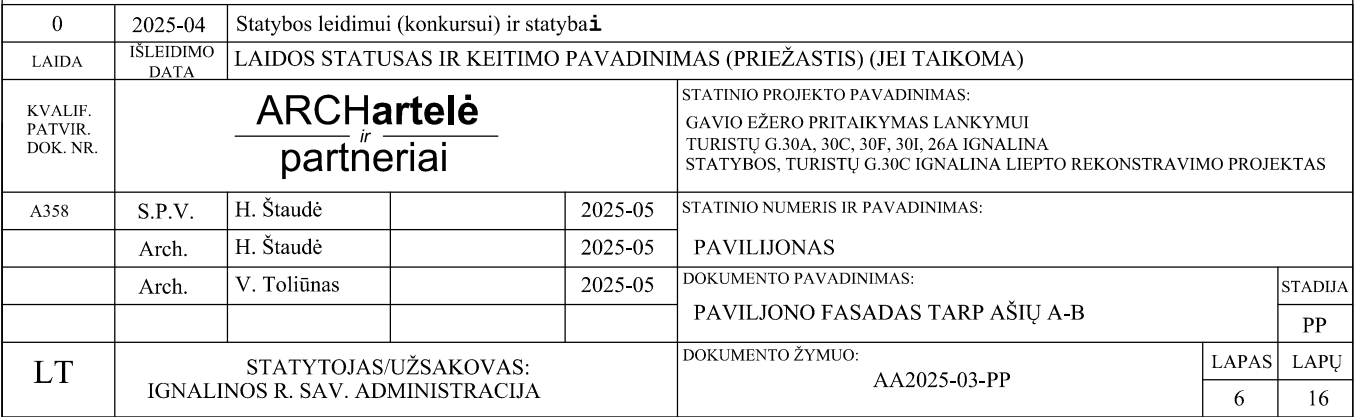 0 2025-04 Statybos leidimui (konkursui) ir statybai
LAIDA IŠLEIDIMO DATA LAIDOS STATUSAS IR KEITIMO PAVADINIMAS (PRIEŽASTIS) (JEI TAIKOMA)
KVALIF.
PATVIR.
DOK. NR.
ARCHartelė
ir
partneriai
STATINIO PROJEKTO PAVADINIMAS:
GAVIO EŽERO PRITAIKYMAS LANKYMUI
TURISTŲ G.30A, 30C, 30F, 30I, 26A IGNALINA
STATYBOS, TURISTŲ G.30C IGNALINA LIEPTO REKONSTRAVIMO PROJEKTAS
A358 S.P.V. H. Štaudė 2025-05
Arch. H. Štaudė 2025-05
Arch. V. Toliūnas 2025-05
STATINIO NUMERIS IR PAVADINIMAS:
PAVILIJONAS
DOKUMENTO PAVADINIMAS:
PAVILJONO FASADAS TARP AŠIŲ A-B
STADIJA
PP
LT
STATYTOJAS/UŽSAKOVAS:
IGNALINOS R. SAV. ADMINISTRACIJA
DOKUMENTO ŽYMUO:
AA2025-03-PP
LAPAS LAPŲ
6 16